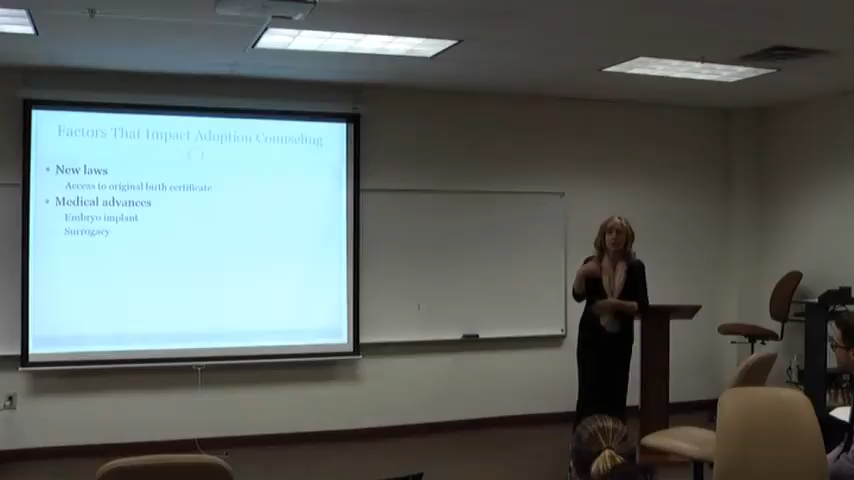 Factors That Impact Adoption Counseling
New laws
Access to original birth certificate
Medical advances
Embryo implant
Surrogacy